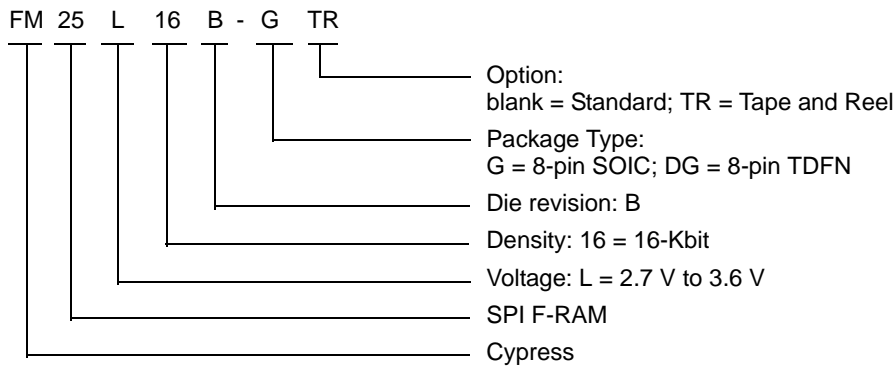 FM 25 L 16 B - G TR
Option:
blank = Standard; TR = Tape and Reel
Package Type:
G = 8-pin SOIC; DG = 8-pin TDFN
Die revision: B
Density: 16 = 16-Kbit
Voltage: L = 2.7 V to 3.6 V
SPI F-RAM
Cypress